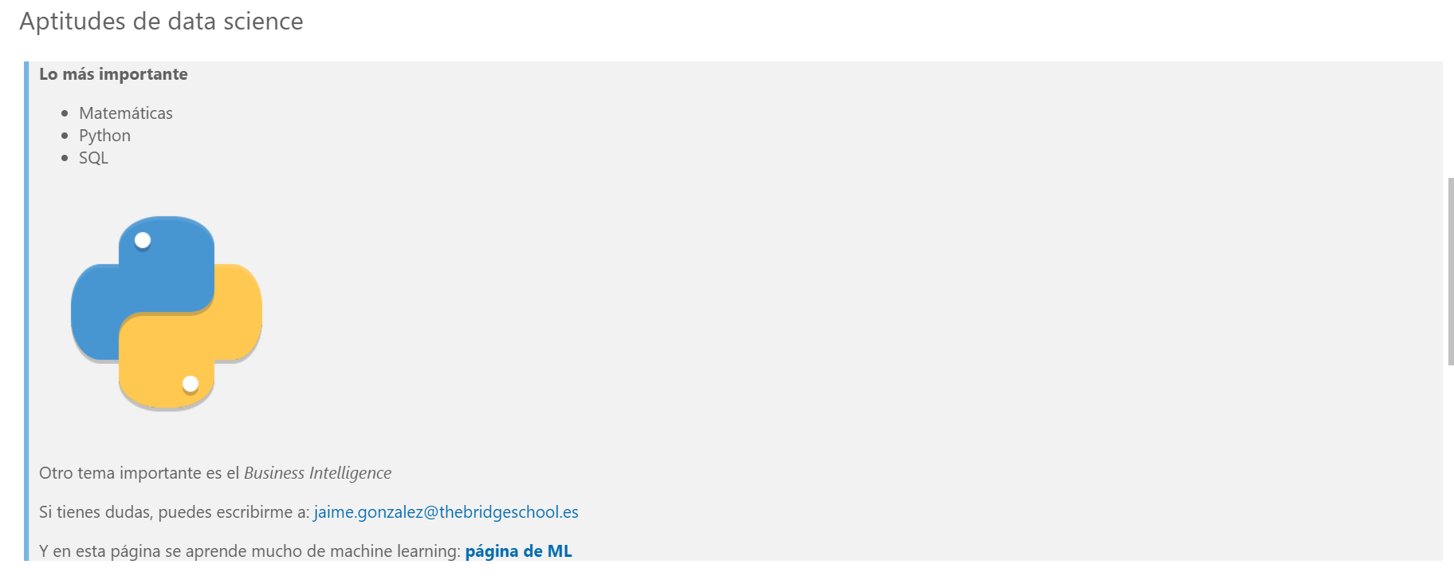 Aptitudes de data science
Lo más importante
Matemáticas
Python
SQL
Otro tema importante es el Business Intelligence
Si tienes dudas, puedes escribirme a: jaime.gonzalez@thebridgeschool.es
Y en esta página se aprende mucho de machine learning: página de ML